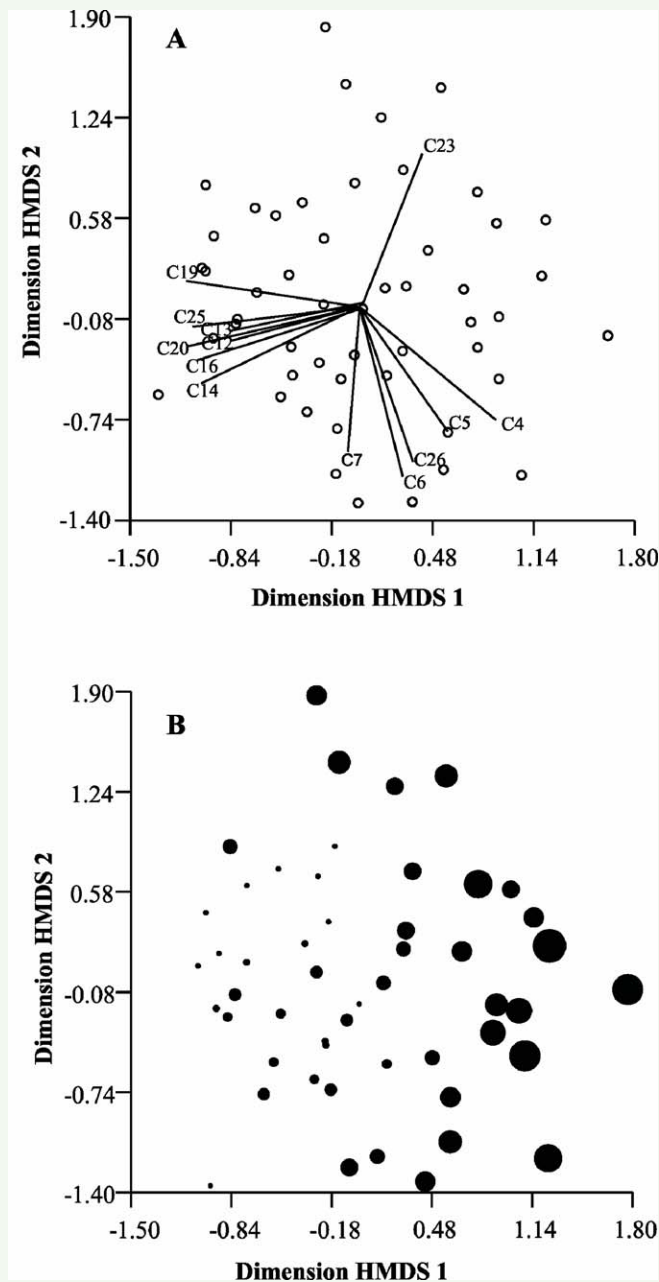 A
1.90
1.24
0.58
-0.08
-0.74
-1.40
Dimension HMDS 2
C23
C19
C25
C13
C12
C20
C16
C14
C5
C4
C7
C26
C6
-1.50
-0.84
-0.18
0.48
1.14
1.80
Dimension HMDS 1
B
1.90
1.24
0.58
-0.08
-0.74
-1.40
Dimension HMDS 2
-1.50
-0.84
-0.18
0.48
1.14
1.80
Dimension HMDS 1